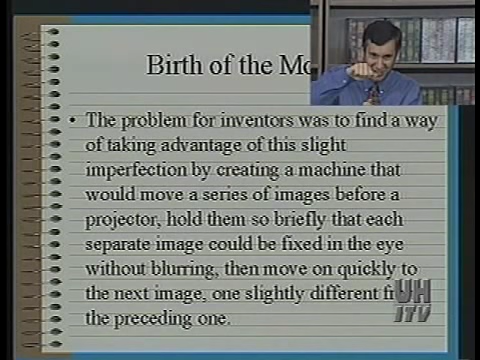 Birth of the Mo
• The problem for inventors was to find a way
of taking advantage of this slight
imperfection by creating a machine that
would move a series of images before a
projector, hold them so briefly that each
separate image could be fixed in the eye
without blurring, then move on quickly to
the next image, one slightly different
the preceding one.
UH
ITV